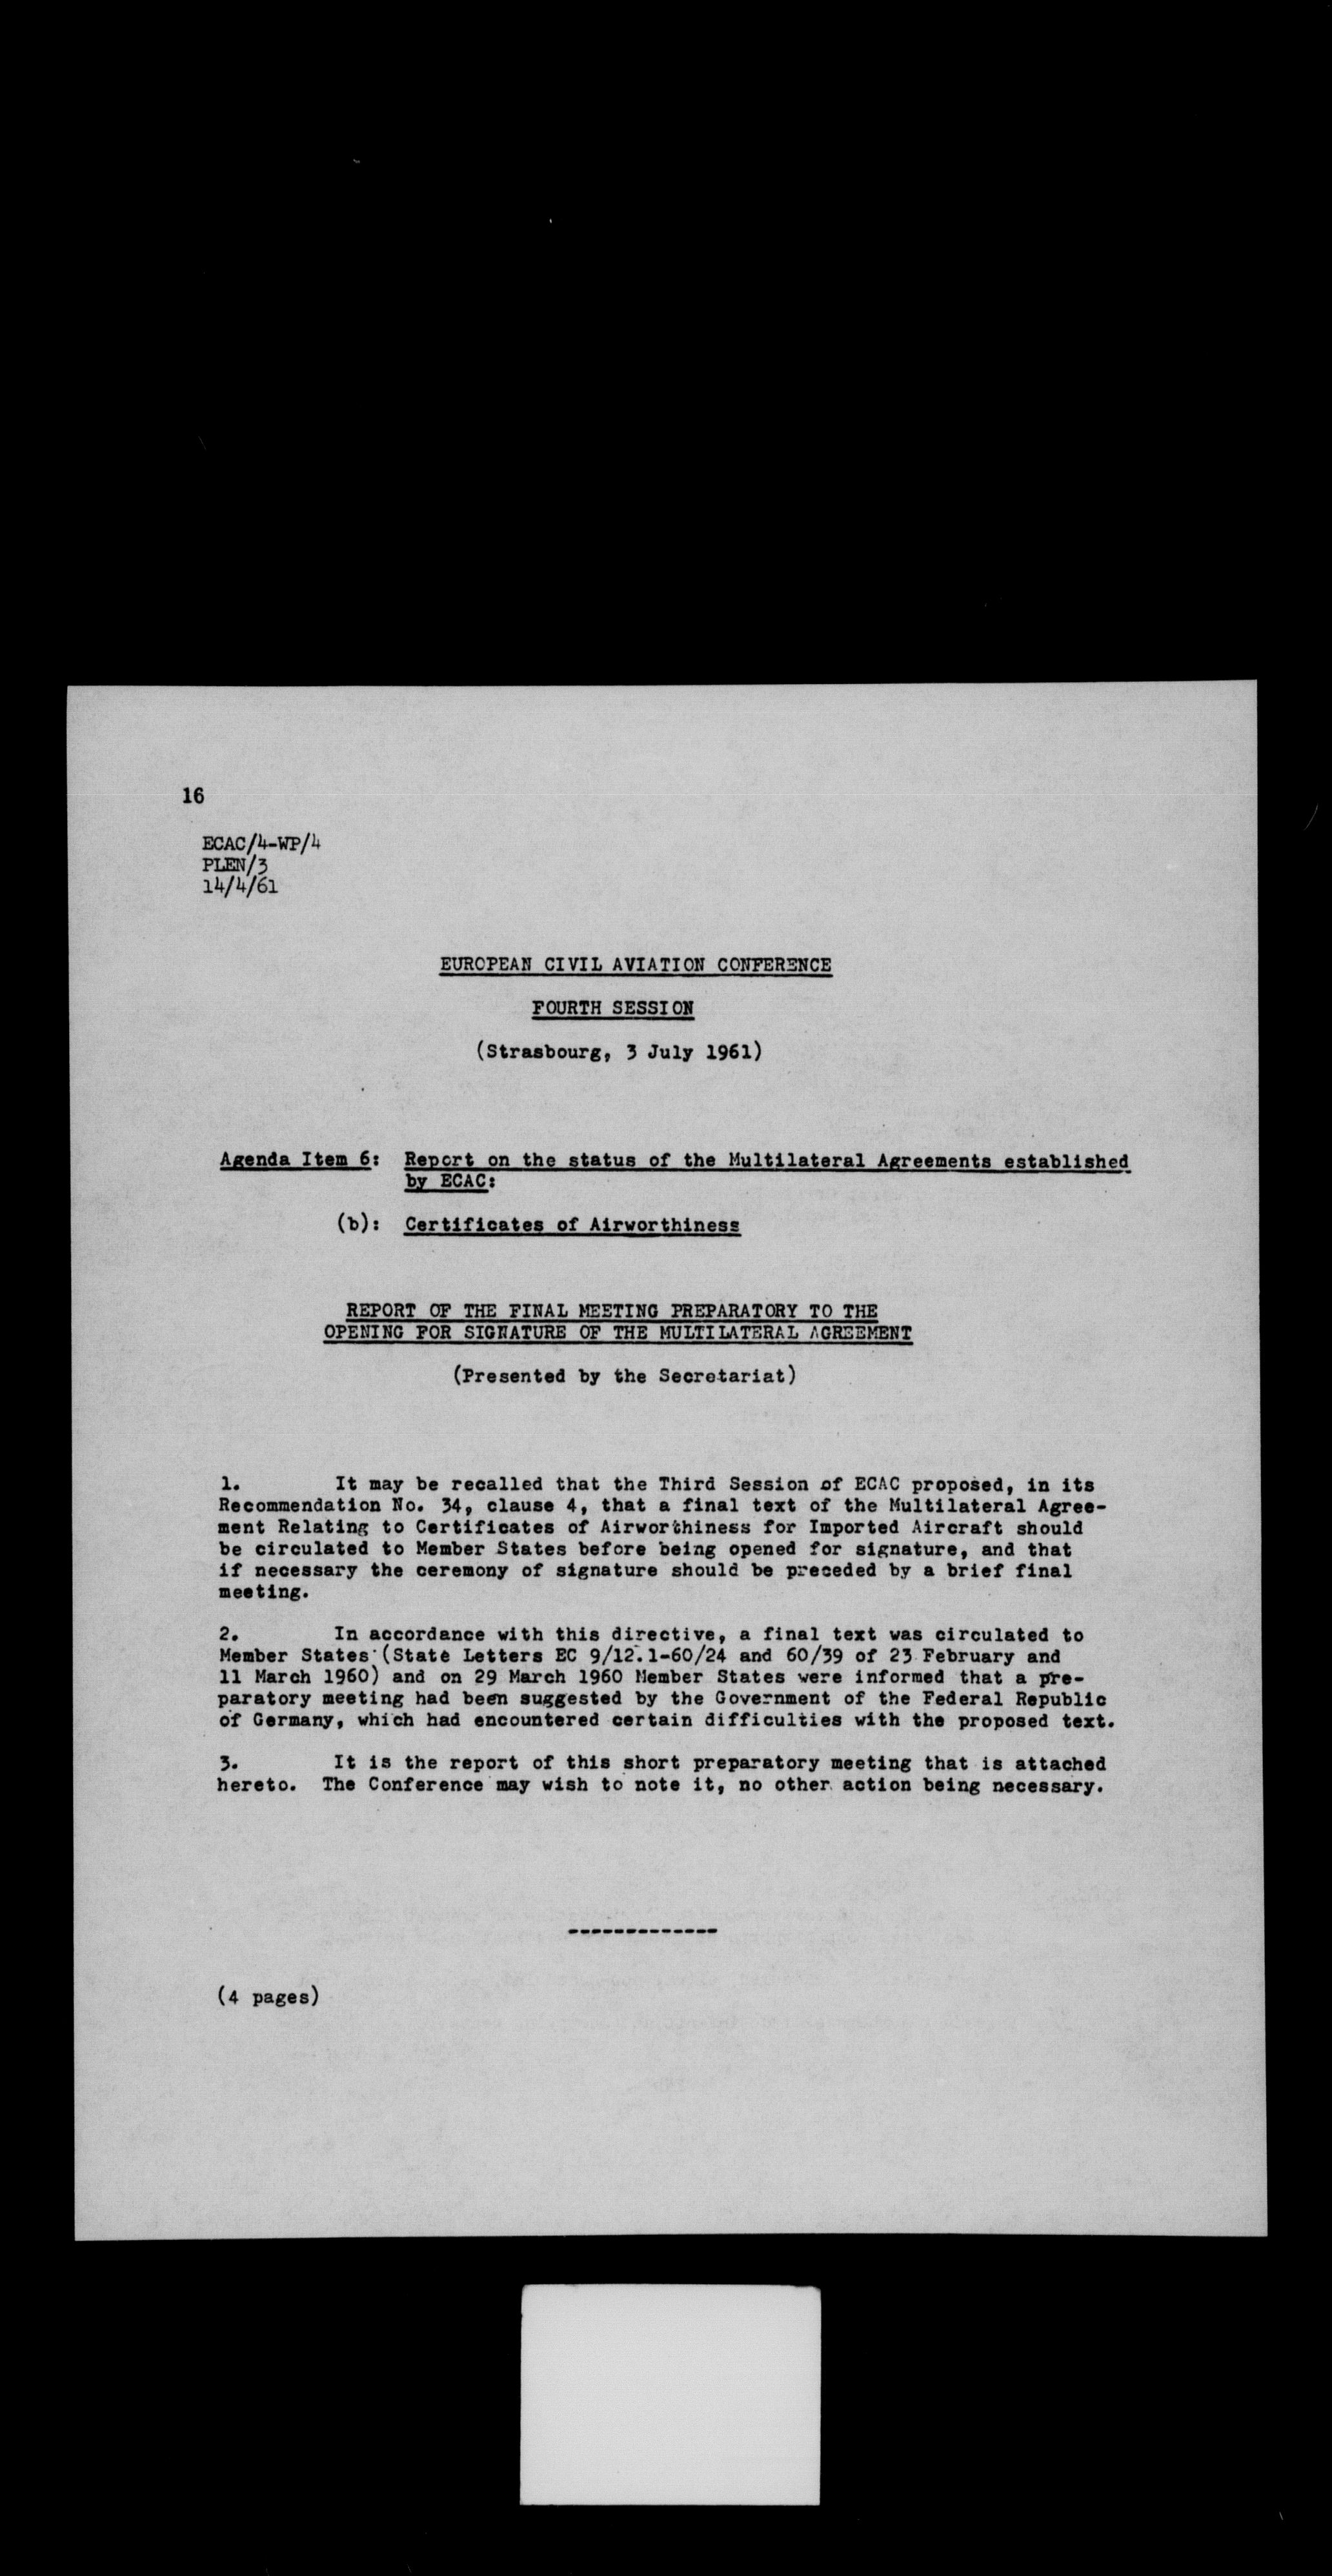 16
ECAC/4-WP/4
PLEN/3
14/4/61
EUROPEAN CIVIL AVIATION CONFERENCE
FOURTH SESSION
(Strasbourg, 3 July 1961)
Agenda Item 6: Report on the status of the Multilateral Agreements established
by ECAC:
(b): Certificates of Airworthiness
REPORT OF THE FINAL MEETING PREPARATORY TO THE
OPENING FOR SIGNATURE OF THE MULTILATERAL AGREEMENT
(Presented by the Secretariat)
1. It may be recalled that the Third Session of ECAC proposed, in its
Recommendation No. 34, clause 4, that a final text of the Multilateral Agree-
ment Relating to Certificates of Airworthiness for Imported Aircraft should
be circulated to Member States before being opened for signature, and that
if necessary the ceremony of signature should be preceded by a brief final
meeting.
2. In accordance with this directive, a final text was circulated to
Member States (State Letters EC 9/12.1-60/24 and 60/39 of 23 February and
11 March 1960) and on 29 March 1960 Member States were informed that a pre-
paratory meeting had been suggested by the Government of the Federal Republic
of Germany, which had encountered certain difficulties with the proposed text.
3. It is the report of this short preparatory meeting that is attached
hereto. The Conference may wish to note it, no other action being necessary.
-------------
(4 pages)